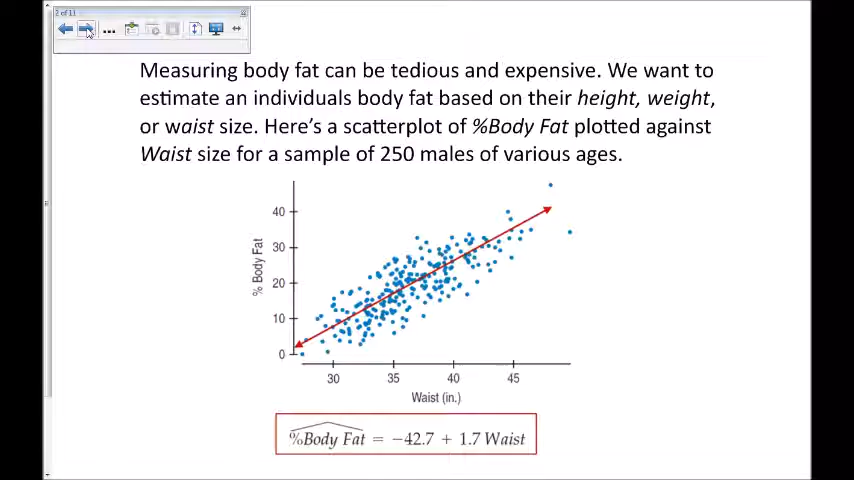 2 of 11
Measuring body fat can be tedious and expensive. We want to
estimate an individuals body fat based on their height, weight,
or waist size. Here's a scatterplot of %Body Fat plotted against
Waist size for a sample of 250 males of various ages.
40
30
20
10
0
% Body Fat
30 35 40 45
Waist (in.)
%Body Fat = −42.7 + 1.7 Waist